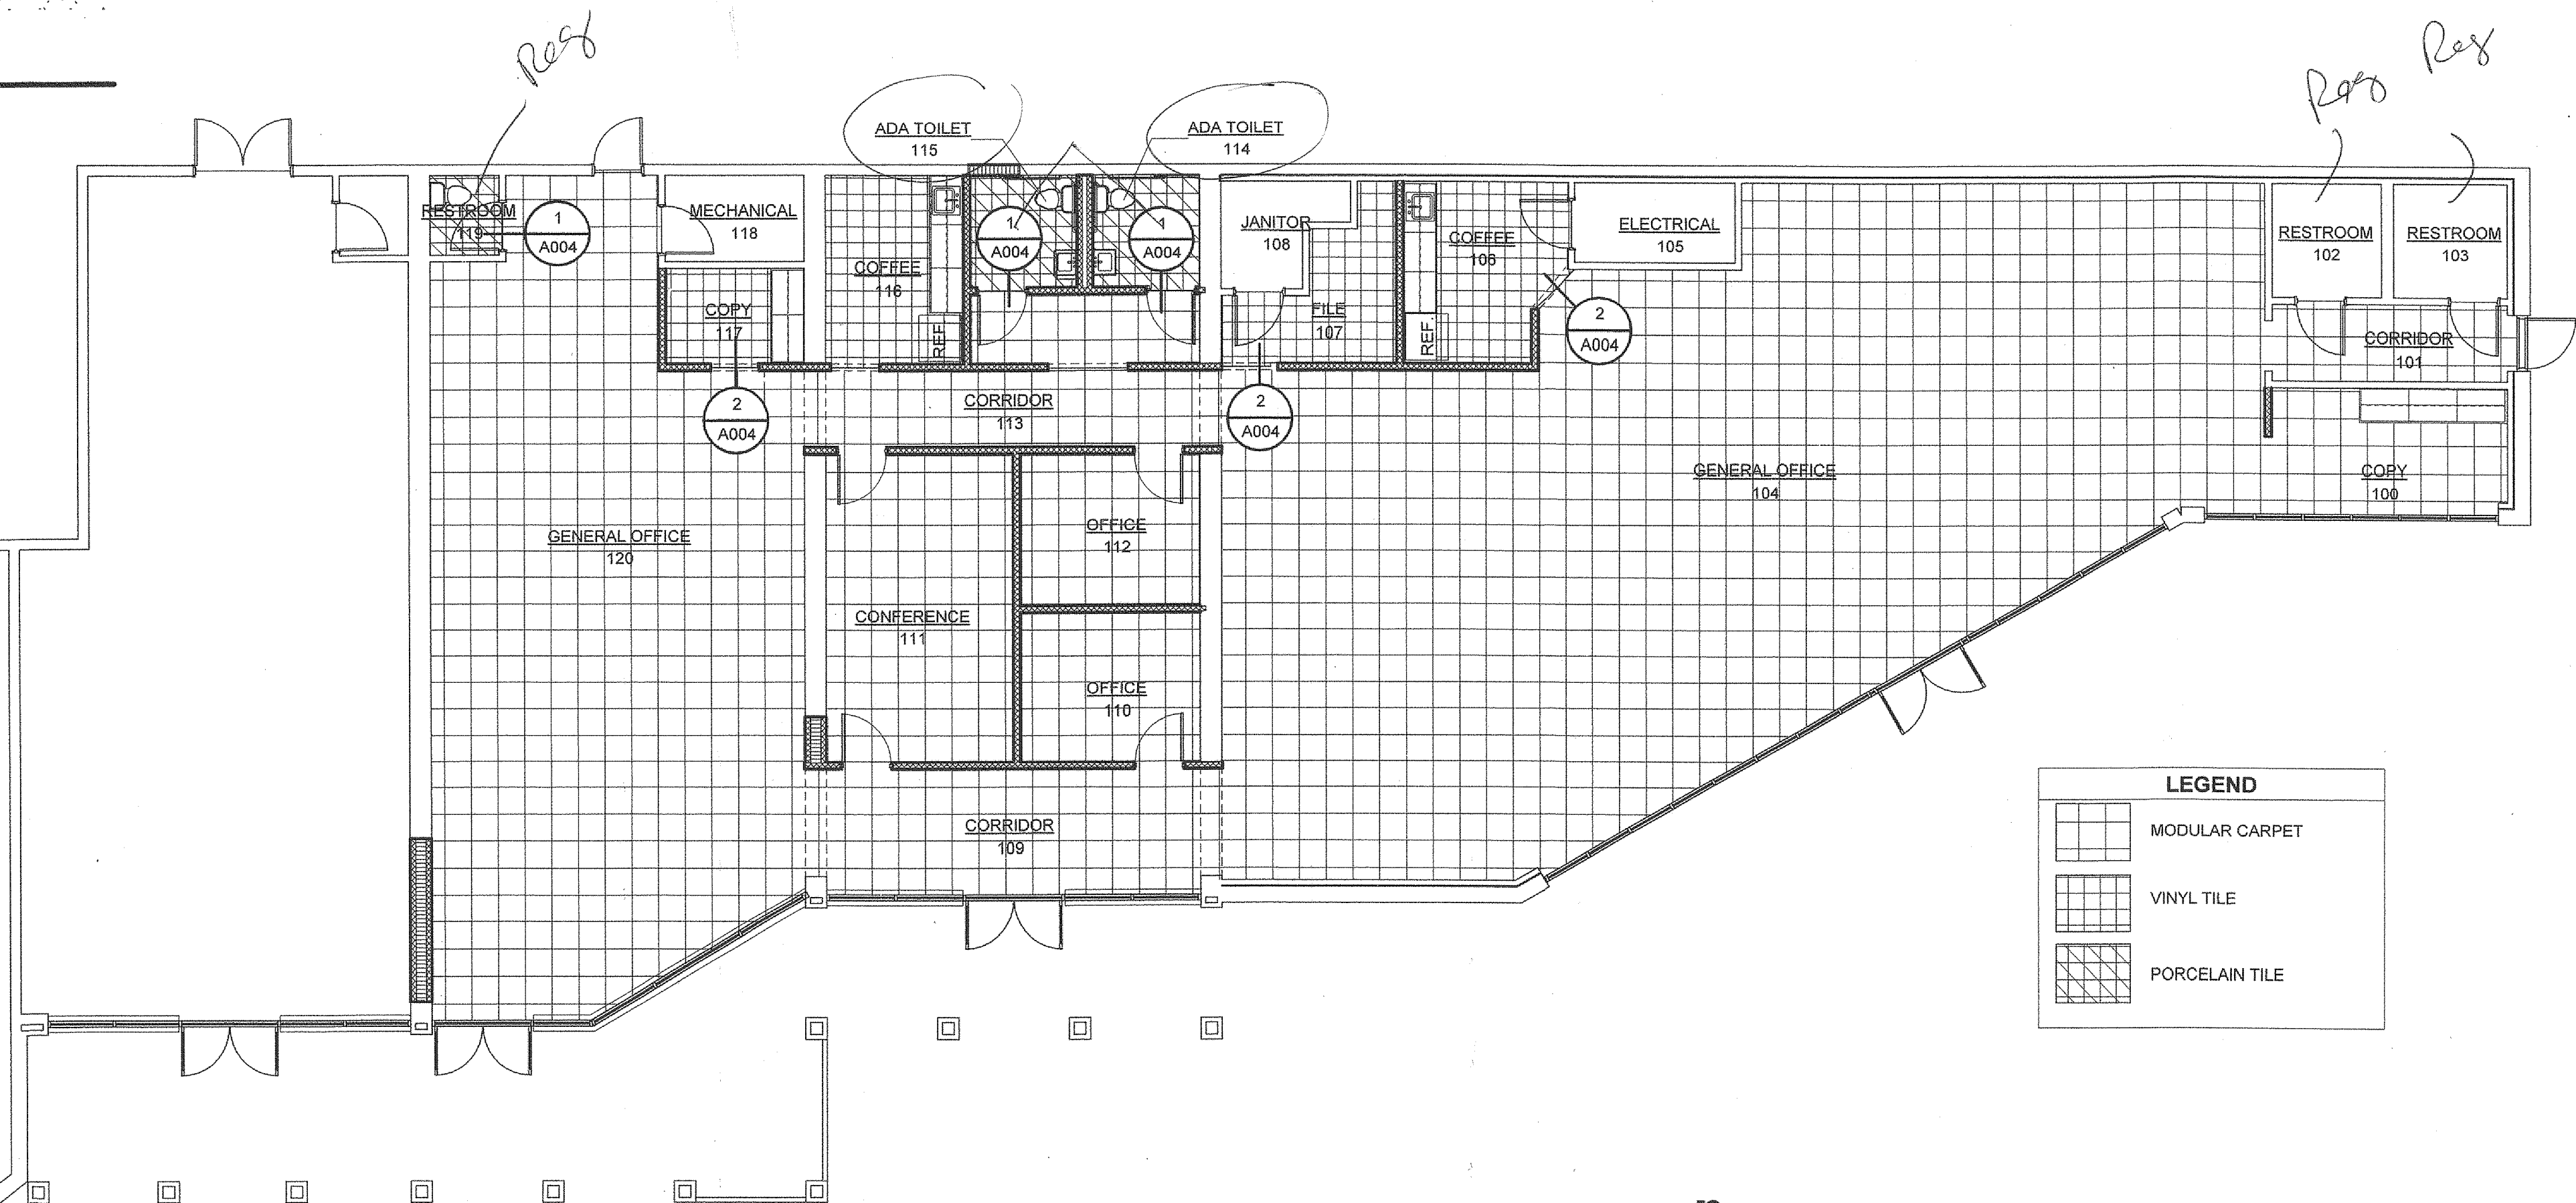 Reg
Reg
Reg
ADA TOILET
115
ADA TOILET
114
RESTROOM
119
1
A004
MECHANICAL
118
COPY
117
2
A004
COFFEE
116
REF.
1
A004
1
A004
JANITOR
108
FILE
107
2
A004
COFFEE
106
REF.
2
A004
ELECTRICAL
105
RESTROOM
102
RESTROOM
103
CORRIDOR
101
COPY
100
CORRIDOR
113
GENERAL OFFICE
104
GENERAL OFFICE
120
OFFICE
112
CONFERENCE
111
OFFICE
110
CORRIDOR
109
LEGEND
MODULAR CARPET
VINYL TILE
PORCELAIN TILE